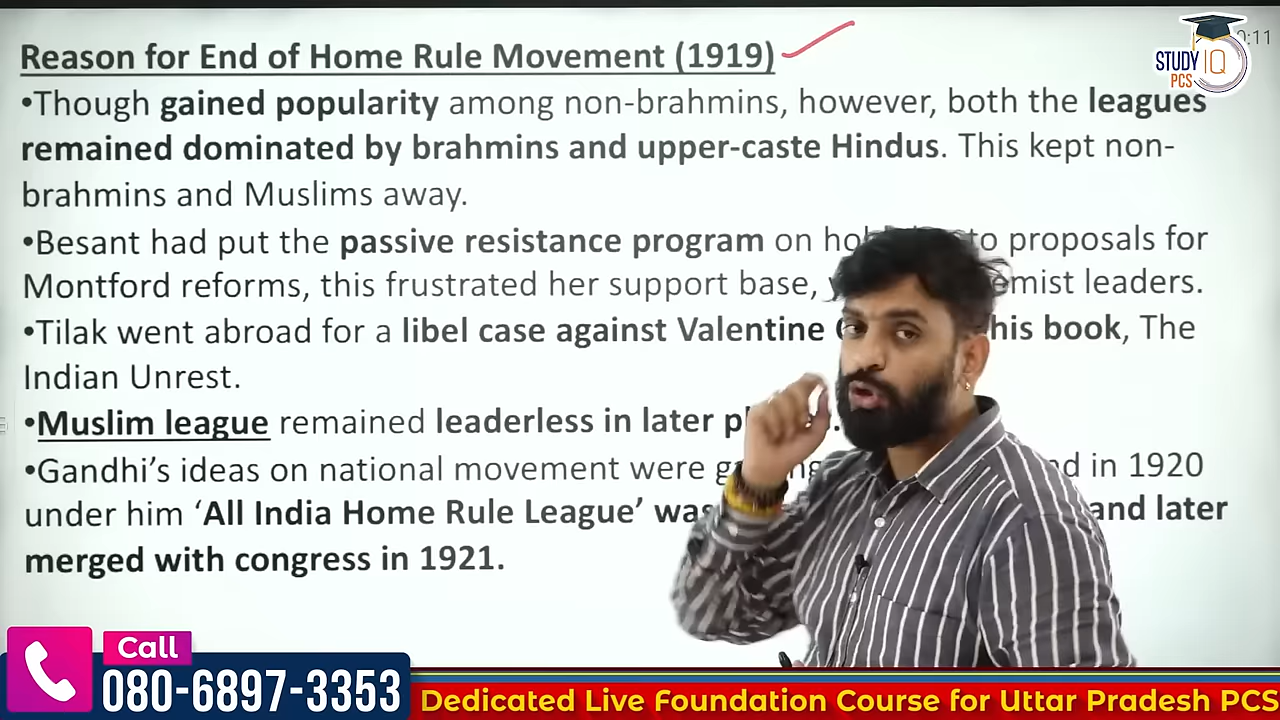 Reason for End of Home Rule Movement (1919)
•Though gained popularity among non-brahmins, however, both the leagues
remained dominated by brahmins and upper-caste Hindus. This kept non-
brahmins and Muslims away.
•Besant had put the passive resistance program on to proposals for
Montford reforms, this frustrated her support base, leaders.
•Tilak went abroad for a libel case against Valentine his book, The
Indian Unrest.
•Muslim league remained leaderless in later
•Gandhi's ideas on national movement were in 1920
under him 'All India Home Rule League' was and later
merged with congress in 1921.
STUDY IQ
PCS
Call
080-6897-3353
Dedicated Live Foundation Course for Uttar Pradesh PCS